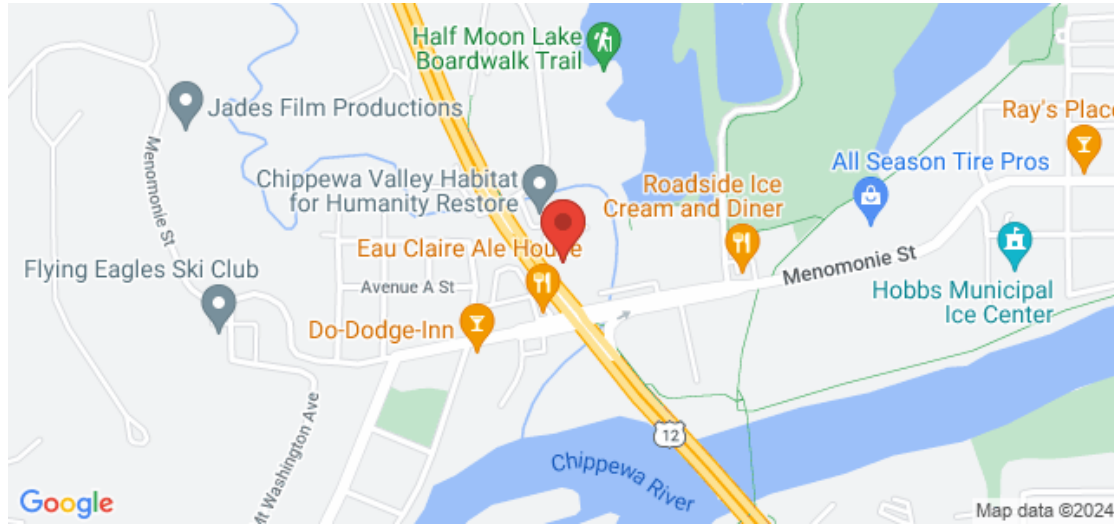 Half Moon Lake
Boardwalk Trail
Jades Film Productions
Ray's Place
Menomonie St
All Season Tire Pros
Chippewa Valley Habitat
for Humanity Restore
Roadside Ice
Cream and Diner
Eau Claire Ale House
Flying Eagles Ski Club
Avenue A St
Menomonie St
Hobbs Municipal
Ice Center
Do-Dodge-Inn
12
Mt Washington Ave
Chippewa River
Google
Map data ©2024